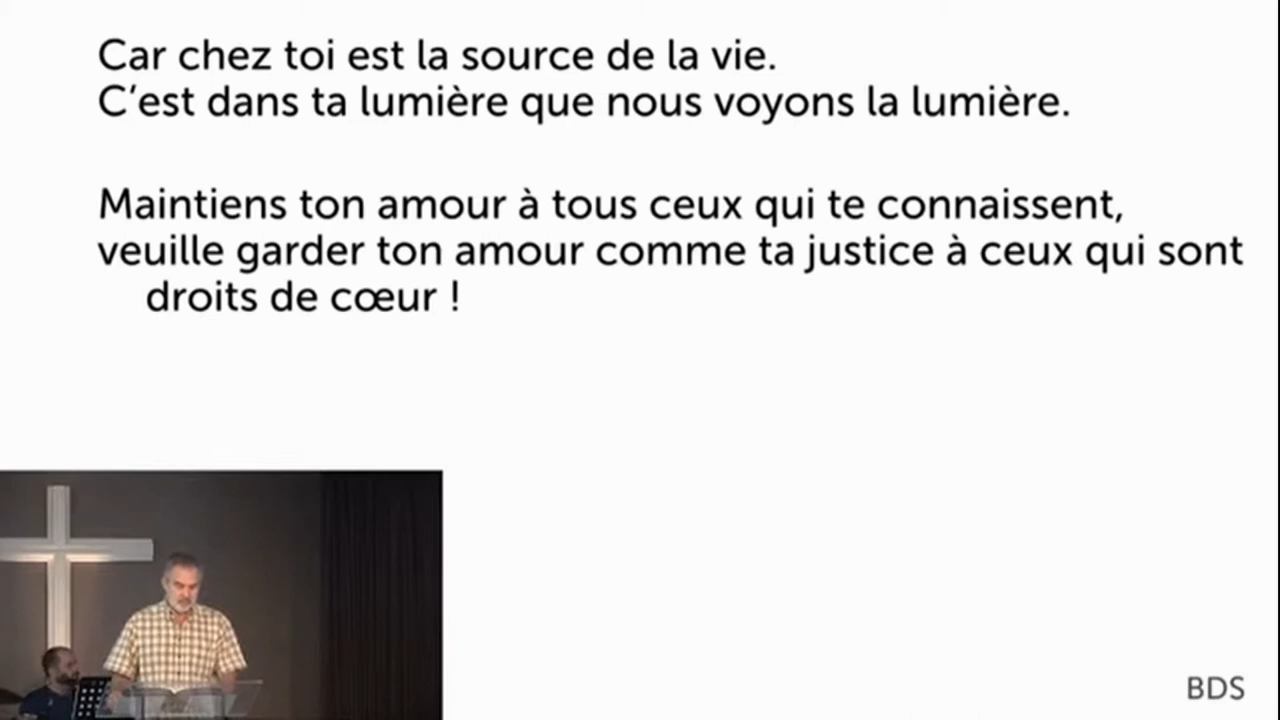 Car chez toi est la source de la vie.
C’est dans ta lumière que nous voyons la lumière.
Maintiens ton amour à tous ceux qui te connaissent,
veuille garder ton amour comme ta justice à ceux qui sont
droits de cœur !
BDS